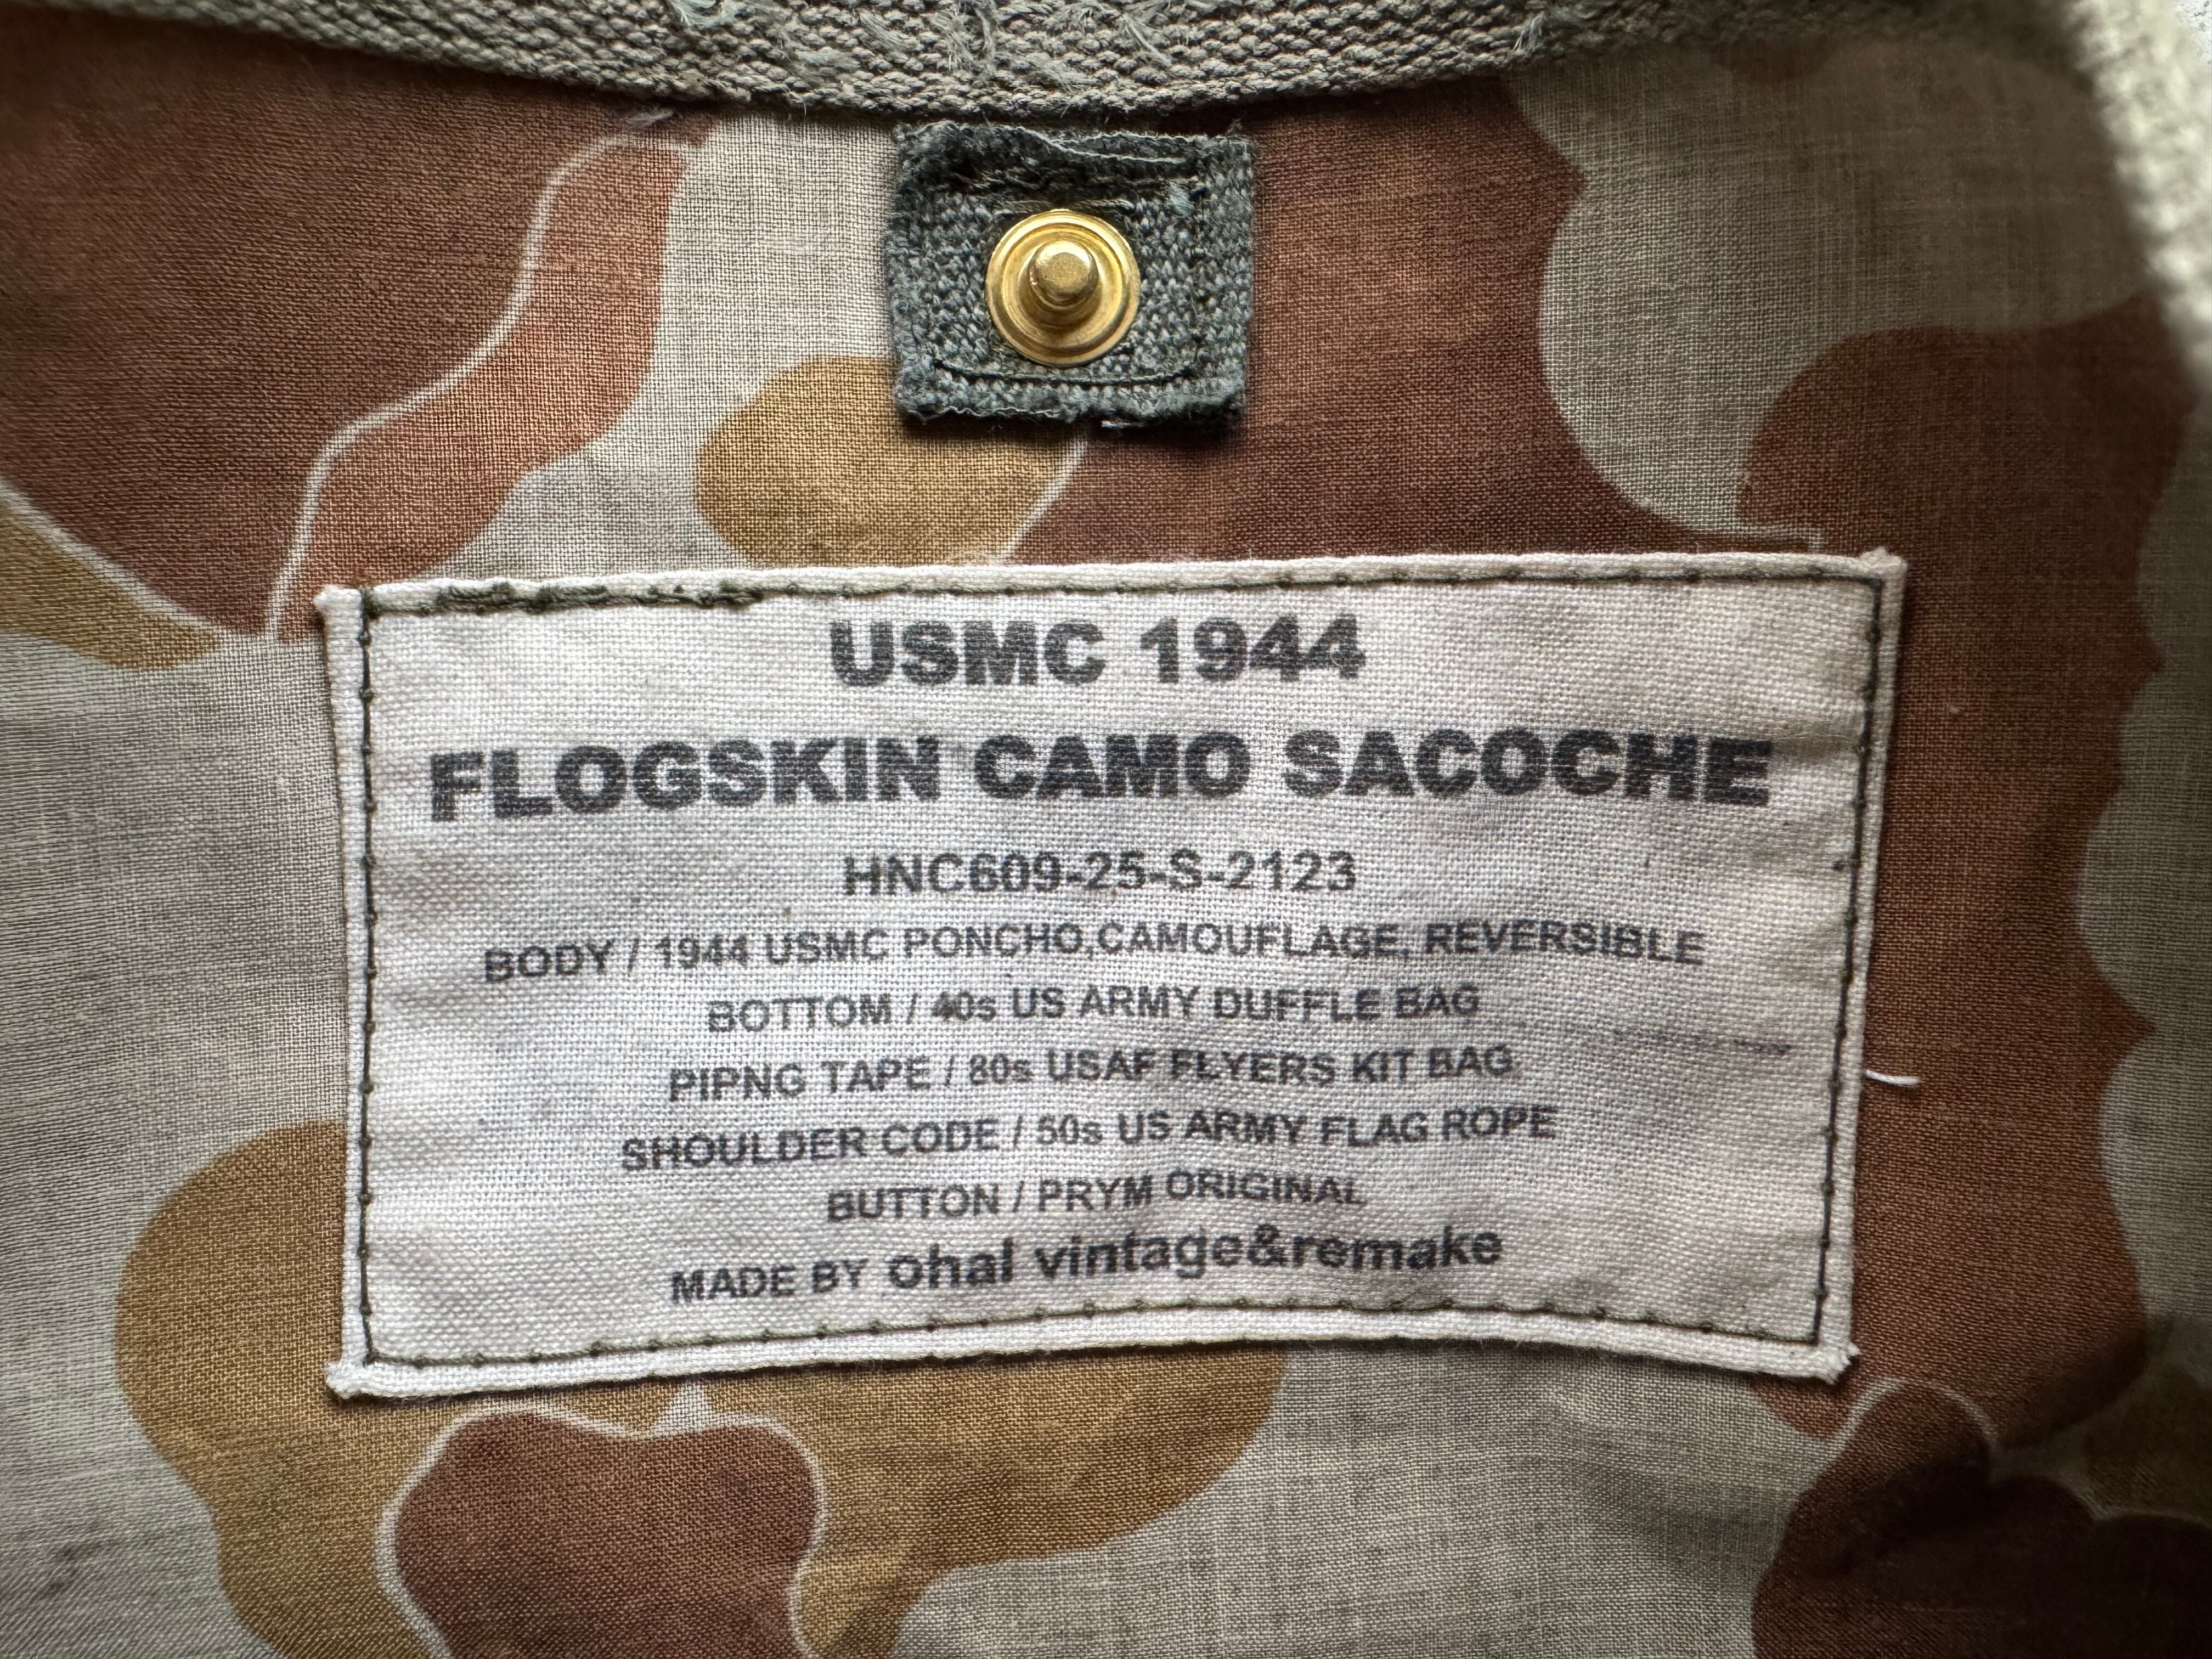 USMC 1944
FLOGSKIN CAMO SACOCHE
HNC609-25-S-2123
BODY / 1944 USMC PONCHO,CAMOUFLAGE, REVERSIBLE
BOTTOM / 40s US ARMY DUFFLE BAG
PIPNG TAPE / 80s USAF FLYERS KIT BAG
SHOULDER CODE / 50s US ARMY FLAG ROPE
BUTTON / PRYM ORIGINAL
MADE BY ohal vintage&remake